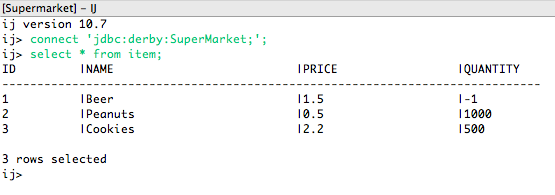 [Supermarket] – IJ
ij version 10.7
ij> connect 'jdbc:derby:SuperMarket;';
ij> select * from item;
ID         |NAME                           |PRICE                  |QUANTITY
-----------------------------------------------------------------------------
1          |Beer                           |1.5                    |-1
2          |Peanuts                        |0.5                    |1000
3          |Cookies                        |2.2                    |500
3 rows selected
ij>